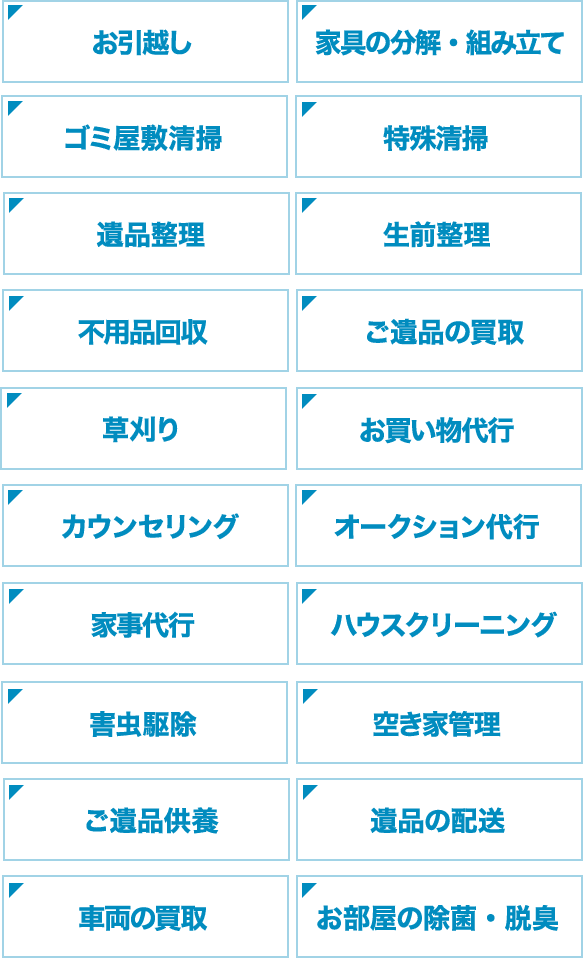 お引越し
家具の分解・組み立て
ゴミ屋敷清掃
特殊清掃
遺品整理
生前整理
不用品回収
ご遺品の買取
草刈り
お買い物代行
カウンセリング
オークション代行
家事代行
ハウスクリーニング
害虫駆除
空き家管理
ご遺品供養
遺品の配送
車両の買取
お部屋の除菌・脱臭